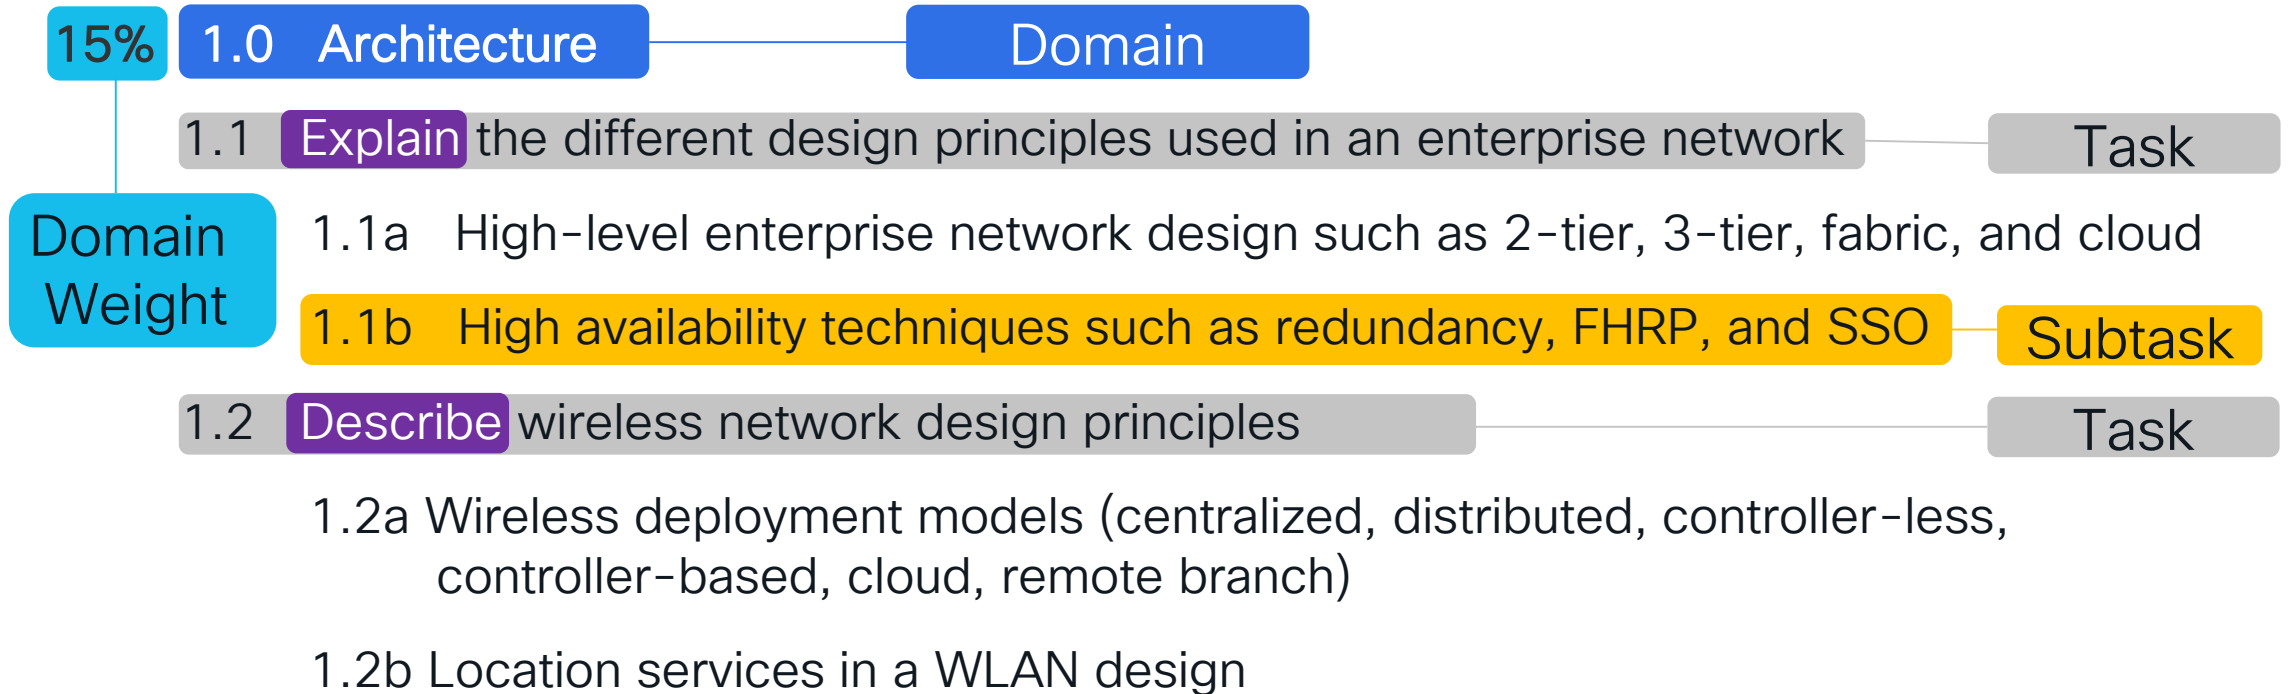 15% 1.0 Architecture Domain
1.1 Explain the different design principles used in an enterprise network Task
Domain
Weight
1.1a High-level enterprise network design such as 2-tier, 3-tier, fabric, and cloud
1.1b High availability techniques such as redundancy, FHRP, and SSO Subtask
1.2 Describe wireless network design principles Task
1.2a Wireless deployment models (centralized, distributed, controller-less,
controller-based, cloud, remote branch)
1.2b Location services in a WLAN design